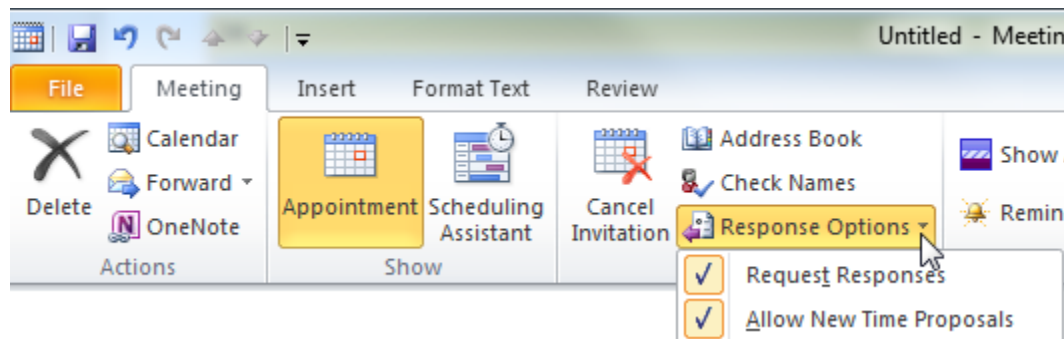 Untitled - Meetin
File Meeting Insert Format Text Review
Delete
Calendar
Forward
OneNote
Actions
Appointment
Scheduling
Assistant
Show
Cancel
Invitation
Address Book
Check Names
Response Options
Request Responses
Allow New Time Proposals
Show
Remin